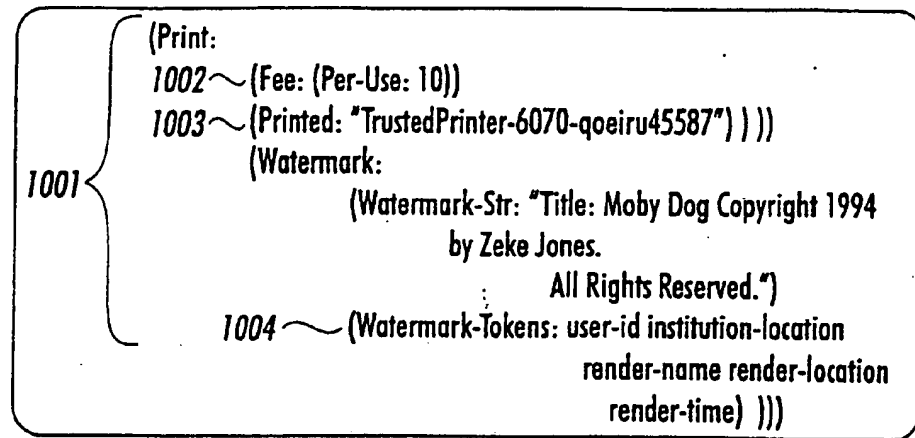 (Print:
1002 (Fee: (Per-Use: 10))
1003 (Printed: "TrustedPrinter-6070-qoeiru45587") ) ))
(Watermark:
1001 (Watermark-Str: "Title: Moby Dog Copyright 1994
by Zeke Jones.
All Rights Reserved.")
1004 (Watermark-Tokens: user-id institution-location
render-name render-location
render-time) )))